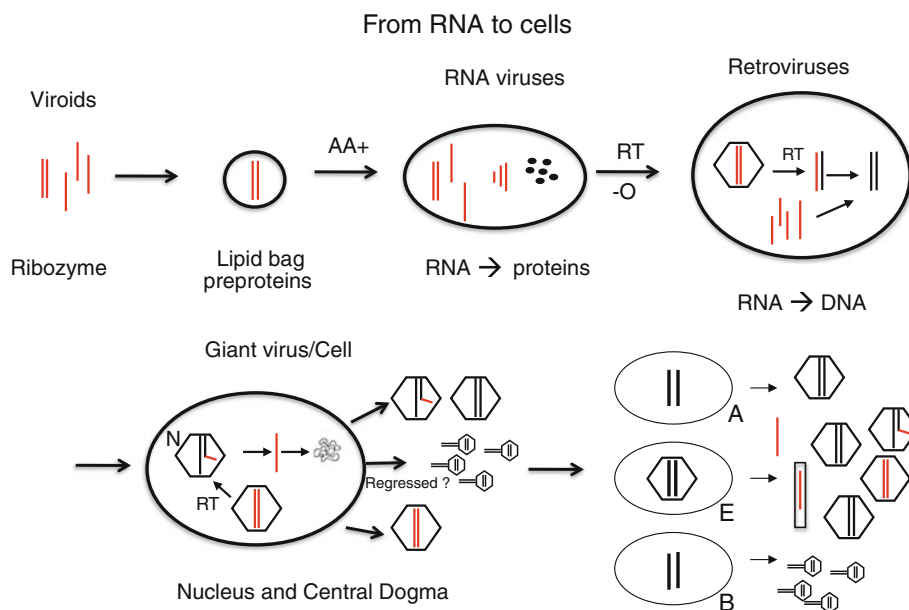 From RNA to cells
Viroids
Ribozyme
Lipid bag
preproteins
AA+
RNA viruses
RNA → proteins
RT
-O
Retroviruses
RT
RNA → DNA
Giant virus/Cell
N
RT
Regressed ?
Nucleus and Central Dogma
A
E
B